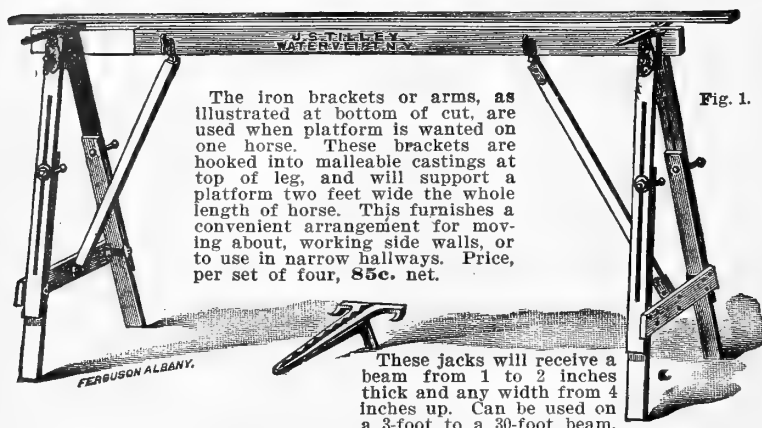 J. S. TILLEY
WATERVLIET. N.Y.
The iron brackets or arms, as
illustrated at bottom of cut, are
used when platform is wanted on
one horse. These brackets are
hooked into malleable castings at
top of leg, and will support a
platform two feet wide the whole
length of horse. This furnishes a
convenient arrangement for mov-
ing about, working side walls, or
to use in narrow hallways. Price,
per set of four, 85c. net.
Fig. 1.
FERGUSON ALBANY.
These jacks will receive a
beam from 1 to 2 inches
thick and any width from 4
inches up. Can be used on
a 3-foot to a 30-foot beam.